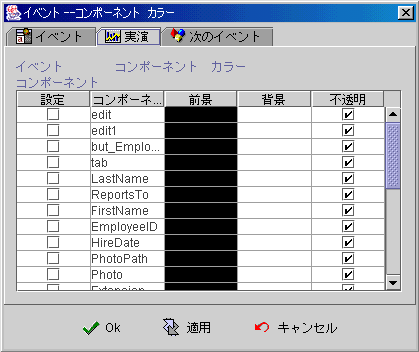 イベント --コンポーネント カラー
イベント 実演 次のイベント
イベント コンポーネント カラー
コンポーネント
設定 コンポーネ... 前景 背景 不透明
edit
edit1
but_Emplo...
tab
LastName
ReportsTo
FirstName
EmployeeID
HireDate
PhotoPath
Photo
Extension
Ok 適用 キャンセル